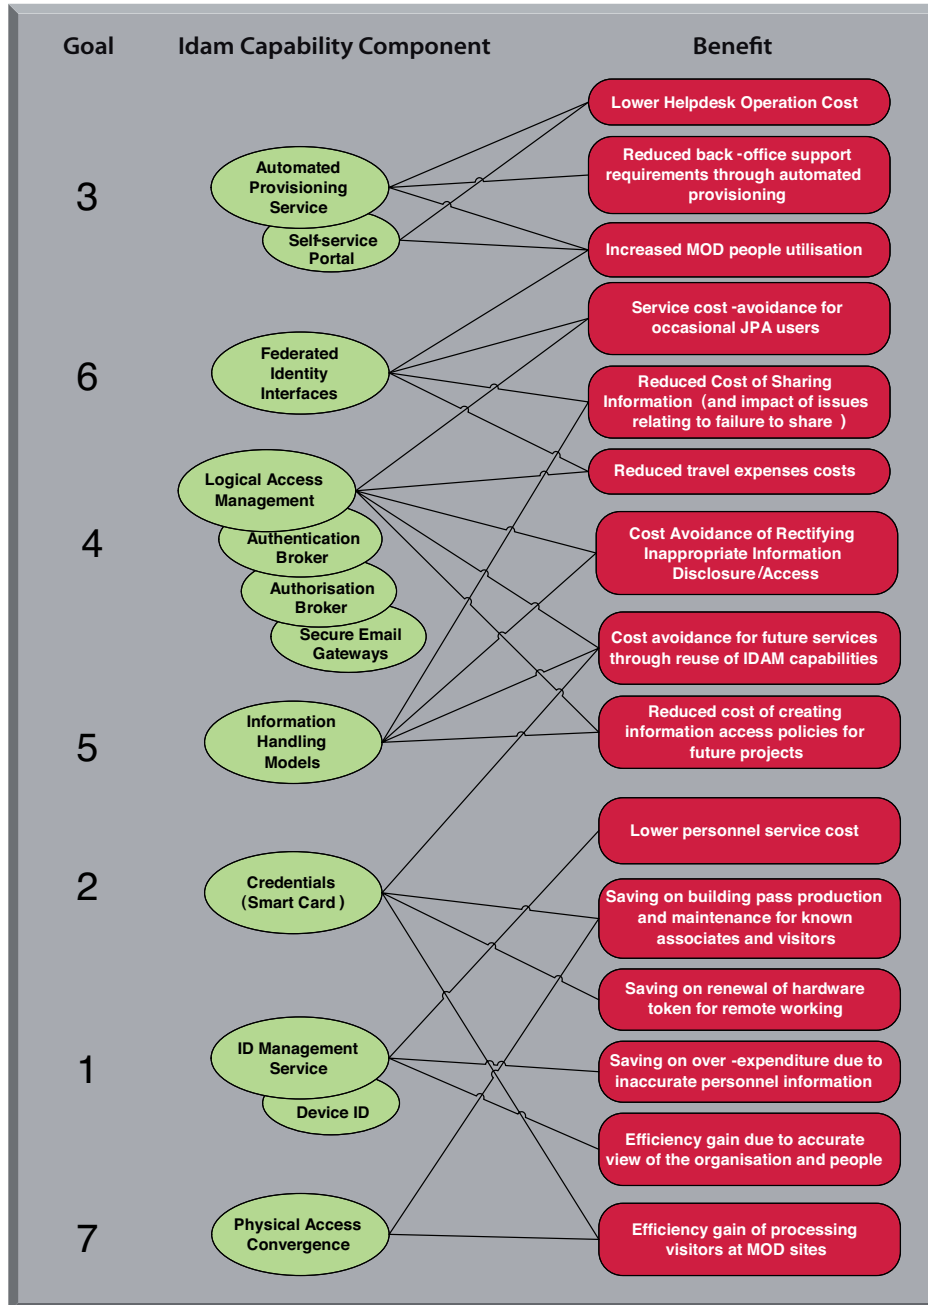 Goal
Idam Capability Component
Benefit
3
Automated
Provisioning
Service
Self-service
Portal
Lower Helpdesk Operation Cost
Reduced back -office support
requirements through automated
provisioning
Increased MOD people utilisation
6
Federated
Identity
Interfaces
Service cost -avoidance for
occasional JPA users
Reduced Cost of Sharing
Information (and impact of issues
relating to failure to share )
Reduced travel expenses costs
4
Logical Access
Management
Authentication
Broker
Authorisation
Broker
Secure Email
Gateways
Cost Avoidance of Rectifying
Inappropriate Information
Disclosure/Access
Cost avoidance for future services
through reuse of IDAM capabilities
5
Information
Handling
Models
Reduced cost of creating
information access policies for
future projects
Lower personnel service cost
2
Credentials
(Smart Card )
Saving on building pass production
and maintenance for known
associates and visitors
Saving on renewal of hardware
token for remote working
1
ID Management
Service
Device ID
Saving on over -expenditure due to
inaccurate personnel information
Efficiency gain due to accurate
view of the organisation and people
7
Physical Access
Convergence
Efficiency gain of processing
visitors at MOD sites